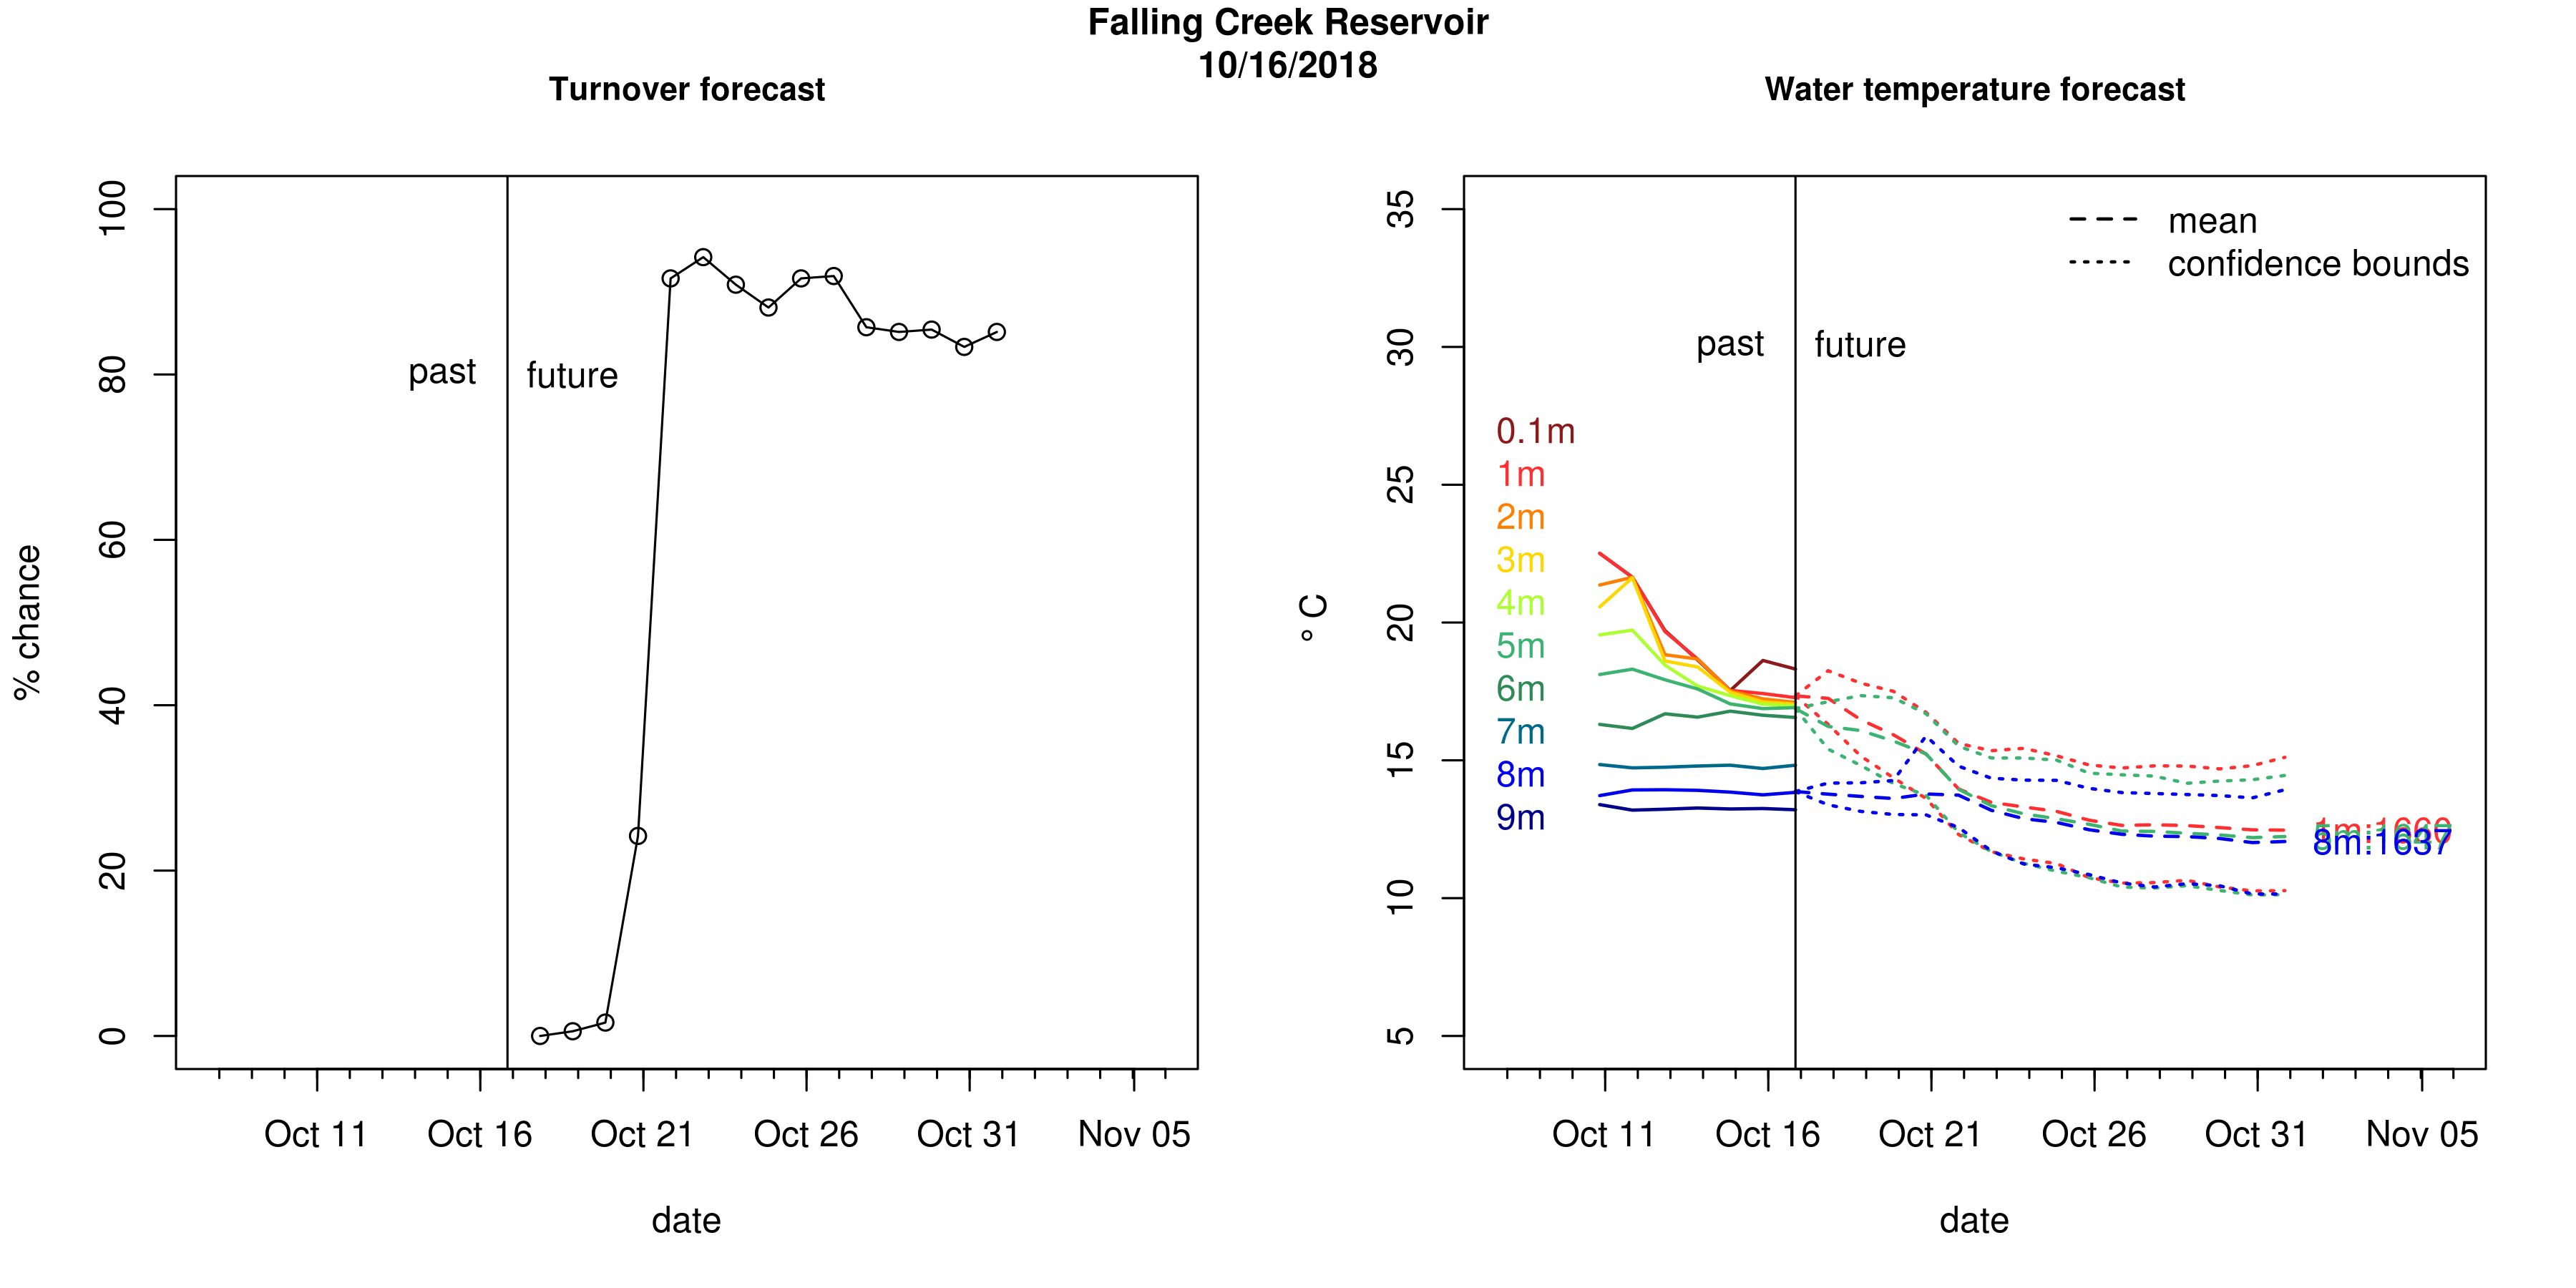 Falling Creek Reservoir
10/16/2018
Turnover forecast
% chance
100
80
60
40
20
0
past
future
Oct 11
Oct 16
Oct 21
Oct 26
Oct 31
Nov 05
date
Water temperature forecast
° C
35
30
25
20
15
10
5
mean
confidence bounds
past
future
0.1m
1m
2m
3m
4m
5m
6m
7m
8m
9m
8m:1637
Oct 11
Oct 16
Oct 21
Oct 26
Oct 31
Nov 05
date